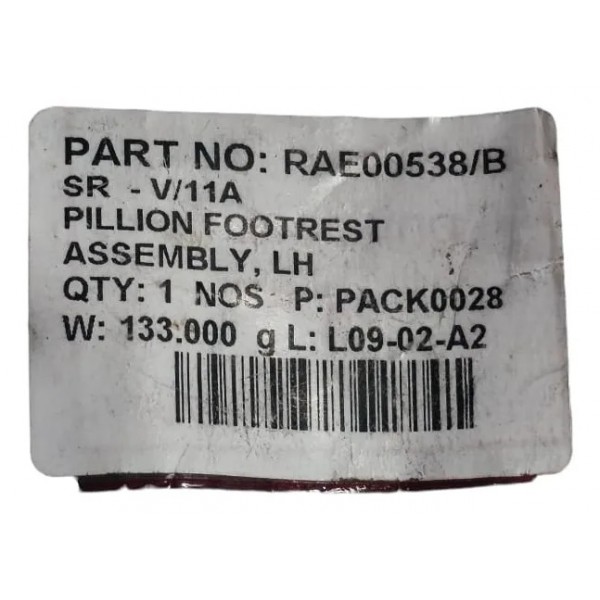 PART NO: RAE00538/B
SR - V/11A
PILLION FOOTREST
ASSEMBLY, LH
QTY: 1 NOS P: PACK0028
W: 133.000 g L: L09-02-A2